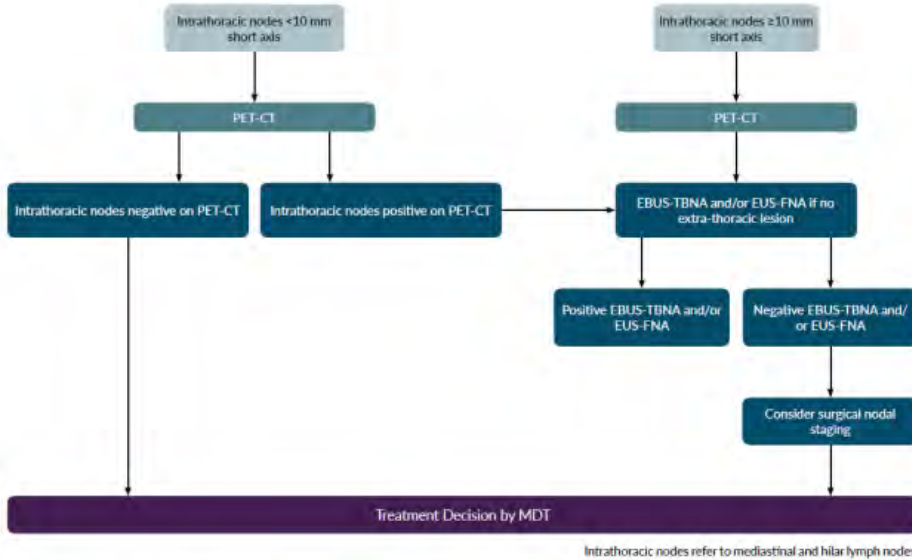 Intrathoracic nodes <10 mm
short axis
Intrathoracic nodes ≥10 mm
short axis
PET-CT
PET-CT
Intrathoracic nodes negative on PET-CT
Intrathoracic nodes positive on PET-CT
EBUS-TBNA and/or EUS-FNA if no
extra-thoracic lesion
Positive EBUS-TBNA and/or
EUS-FNA
Negative EBUS-TBNA and/
or EUS-FNA
Consider surgical nodal
staging
Treatment Decision by MDT
Intrathoracic nodes refer to mediastinal and hilar lymph nodes